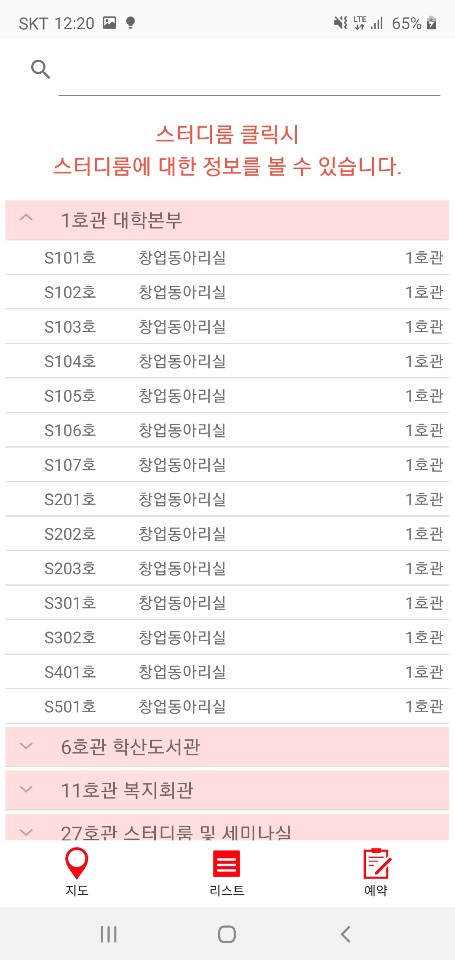 SKT 12:20 LTE 65%
스터디룸 클릭시
스터디룸에 대한 정보를 볼 수 있습니다.
1호관 대학본부
S101호 창업동아리실 1호관
S102호 창업동아리실 1호관
S103호 창업동아리실 1호관
S104호 창업동아리실 1호관
S105호 창업동아리실 1호관
S106호 창업동아리실 1호관
S107호 창업동아리실 1호관
S201호 창업동아리실 1호관
S202호 창업동아리실 1호관
S203호 창업동아리실 1호관
S301호 창업동아리실 1호관
S302호 창업동아리실 1호관
S401호 창업동아리실 1호관
S501호 창업동아리실 1호관
6호관 학산도서관
11호관 복지회관
27호관 스터디룸 및 세미나실
지도 리스트 예약